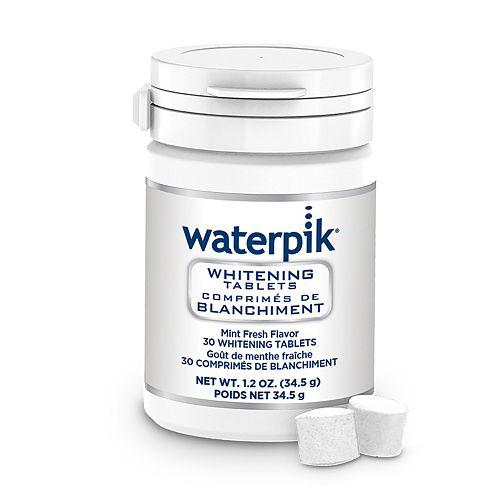 waterpik®
WHITENING
TABLETS
COMPRIMÉS DE
BLANCHIMENT
Mint Fresh Flavor
30 WHITENING TABLETS
Goût de menthe fraîche
30 COMPRIMÉS DE BLANCHIMENT
NET WT. 1.2 OZ. (34.5 g)
POIDS NET 34.5 g